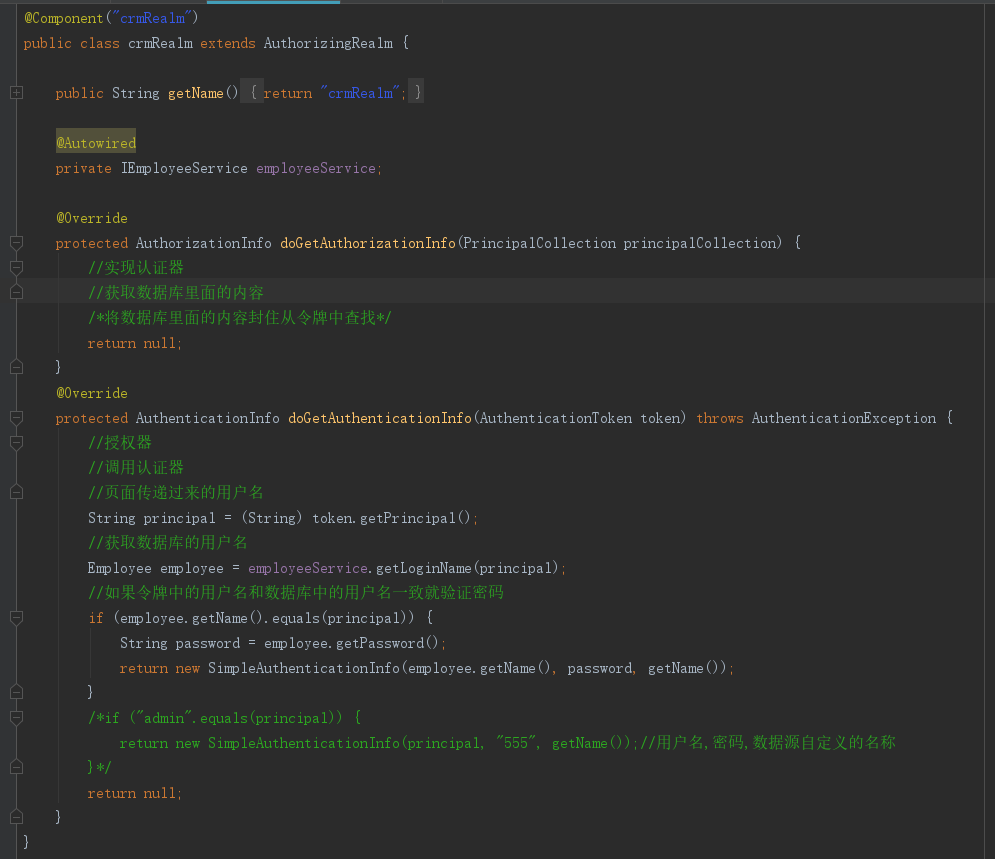 @Component("crmRealm")
public class crmRealm extends AuthorizingRealm {
public String getName() { return "crmRealm"; }
@Autowired
private IEmployeeService employeeService;
@Override
protected AuthorizationInfo doGetAuthorizationInfo(PrincipalCollection principalCollection) {
//实现认证器
//获取数据库里面的内容
/*将数据库里面的内容封住从令牌中查找*/
return null;
}
@Override
protected AuthenticationInfo doGetAuthenticationInfo(AuthenticationToken token) throws AuthenticationException {
//授权器
//调用认证器
//页面传递过来的用户名
String principal = (String) token.getPrincipal();
//获取数据库的用户名
Employee employee = employeeService.getLoginName(principal);
//如果令牌中的用户名和数据库中的用户名一致就验证密码
if (employee.getName().equals(principal)) {
String password = employee.getPassword();
return new SimpleAuthenticationInfo(employee.getName(), password, getName());
}
/*if ("admin".equals(principal)) {
return new SimpleAuthenticationInfo(principal, "555", getName());//用户名,密码,数据源自定义的名称
}*/
return null;
}
}